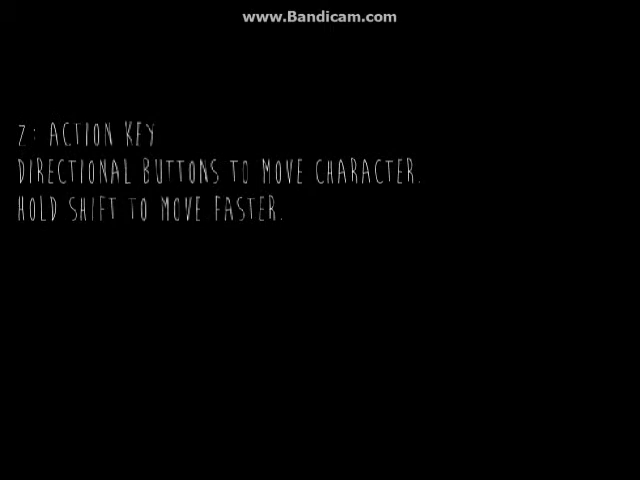 www.Bandicam.com
Z: ACTION KEY
DIRECTIONAL BUTTONS TO MOVE CHARACTER.
HOLD SHIFT TO MOVE FASTER.